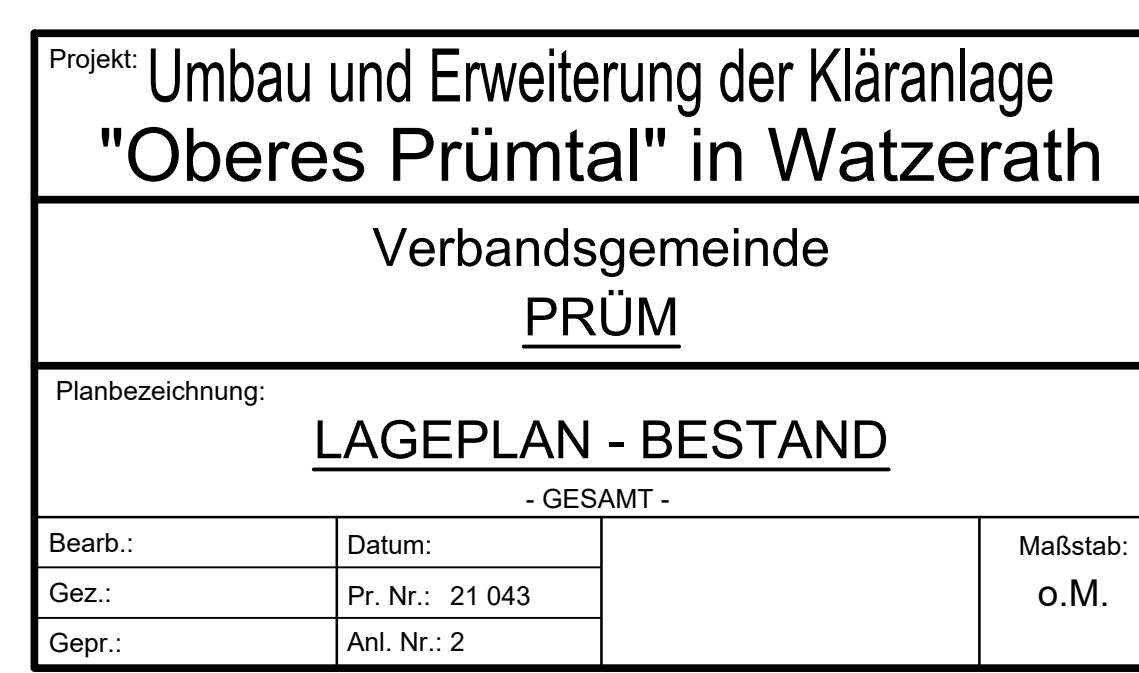 Projekt: Umbau und Erweiterung der Kläranlage
"Oberes Prümtal" in Watzerath
Verbandsgemeinde
PRÜM
Planbezeichnung:
LAGEPLAN - BESTAND
- GESAMT -
Bearb.: Datum: Maßstab:
Gez.: Pr. Nr.: 21 043 o.M.
Gepr.: Anl. Nr.: 2